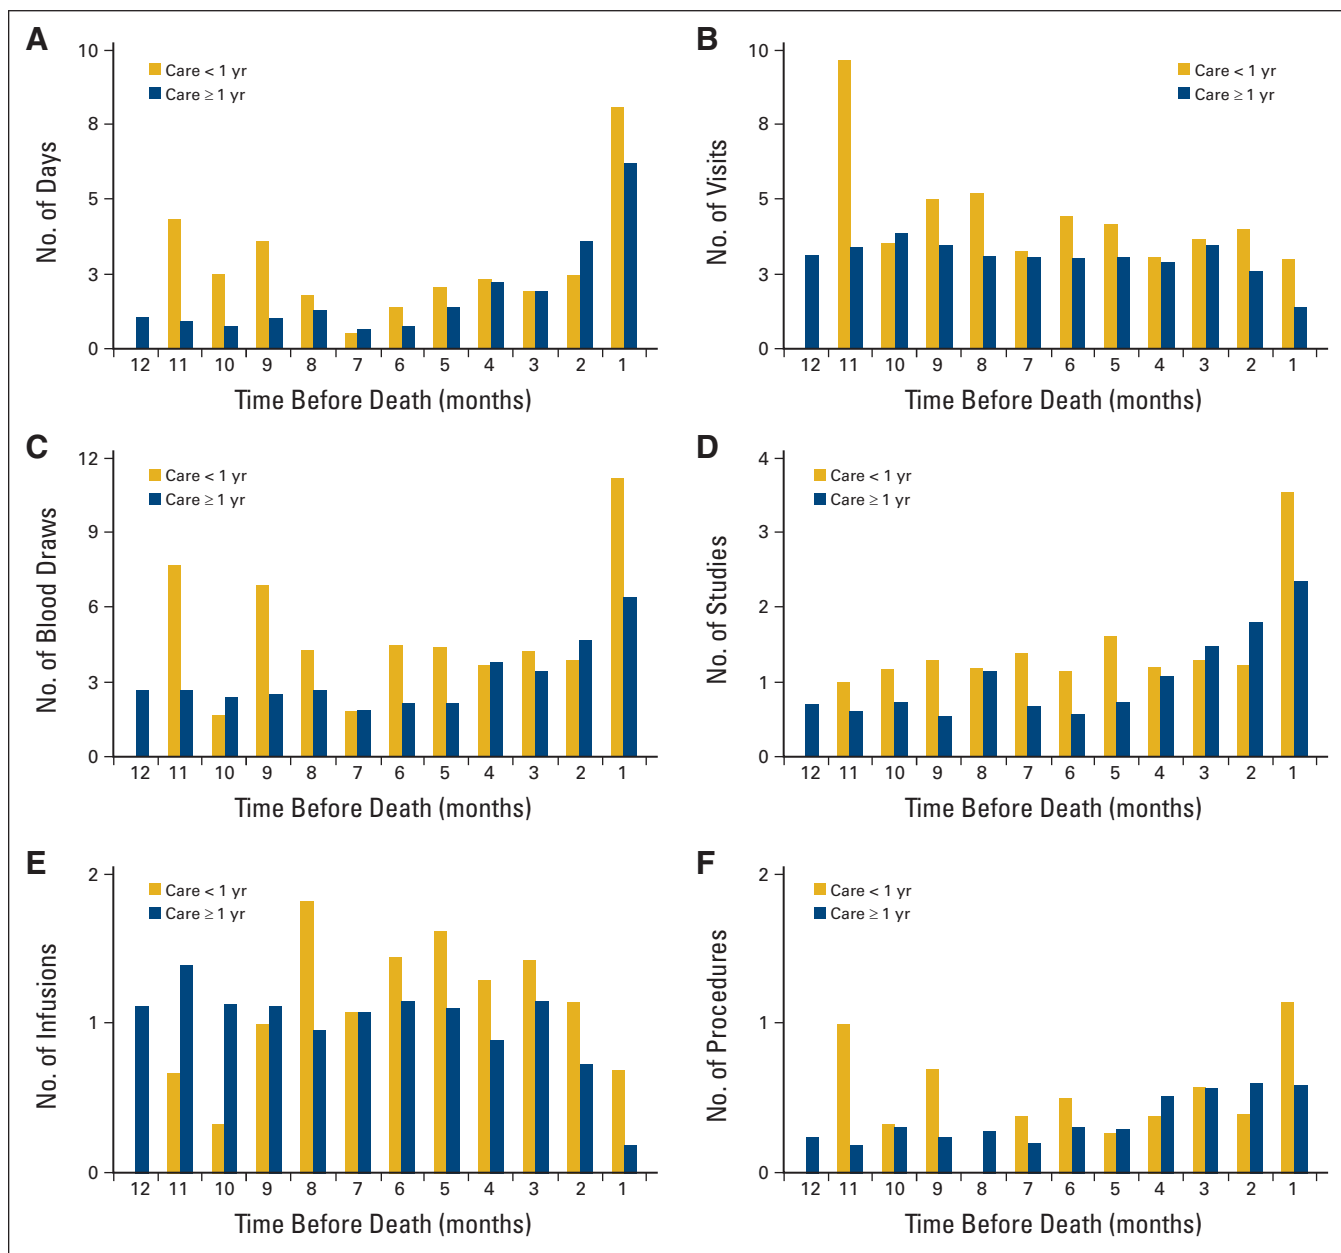 A
10
8
5
3
0
No. of Days
Care < 1 yr
Care ≥ 1 yr
12 11 10 9 8 7 6 5 4 3 2 1
Time Before Death (months)
B
10
8
5
3
0
No. of Visits
Care < 1 yr
Care ≥ 1 yr
12 11 10 9 8 7 6 5 4 3 2 1
Time Before Death (months)
C
12
9
6
3
0
No. of Blood Draws
Care < 1 yr
Care ≥ 1 yr
12 11 10 9 8 7 6 5 4 3 2 1
Time Before Death (months)
D
4
3
2
1
0
No. of Studies
Care < 1 yr
Care ≥ 1 yr
12 11 10 9 8 7 6 5 4 3 2 1
Time Before Death (months)
E
2
1
0
No. of Infusions
Care < 1 yr
Care ≥ 1 yr
12 11 10 9 8 7 6 5 4 3 2 1
Time Before Death (months)
F
2
1
0
No. of Procedures
Care < 1 yr
Care ≥ 1 yr
12 11 10 9 8 7 6 5 4 3 2 1
Time Before Death (months)